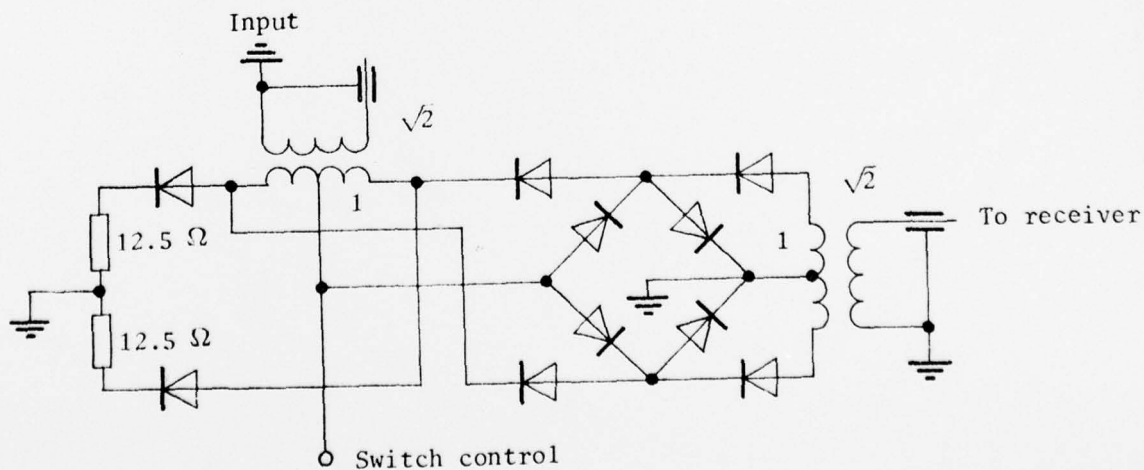 Input
√2
√2
1
12.5 Ω
1
To receiver
12.5 Ω
Switch control